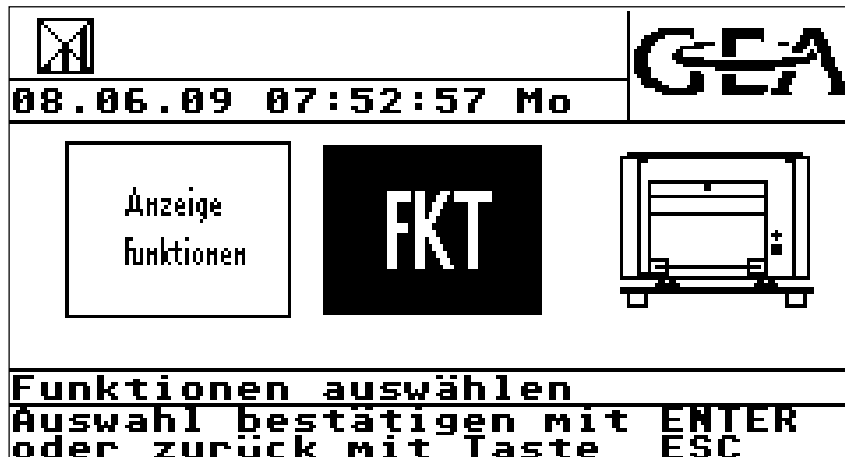 GEA
08.06.09 07:52:57 Mo
Anzeige
Funktionen
FKT
Funktionen auswählen
Auswahl bestätigen mit ENTER
oder zurück mit Taste ESC